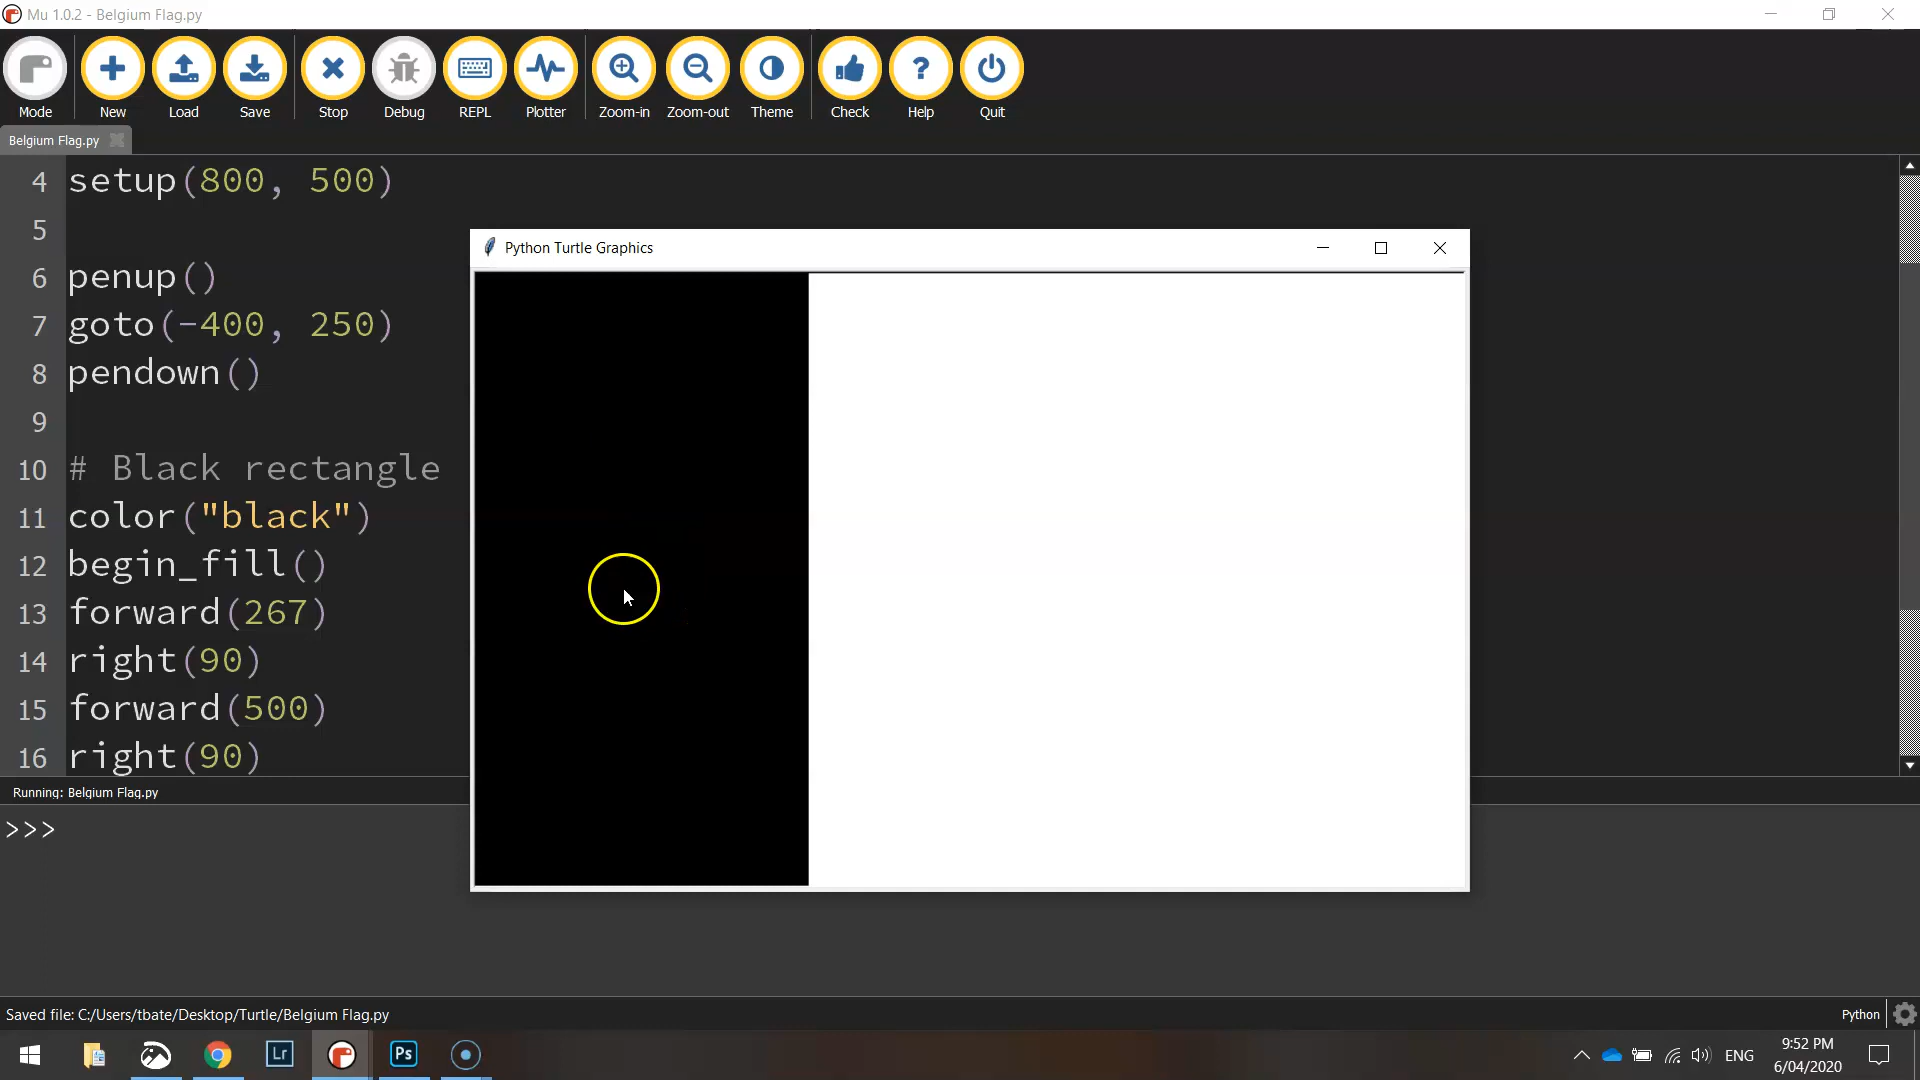 Mu 1.0.2 - Belgium Flag.py
Mode New Load Save Stop Debug REPL Plotter Zoom-in Zoom-out Theme Check Help Quit
Belgium Flag.py
4 setup(800, 500)
5
6 penup()
7 goto(-400, 250)
8 pendown()
9
10 # Black rectangle
11 color("black")
12 begin_fill()
13 forward(267)
14 right(90)
15 forward(500)
16 right(90)
Python Turtle Graphics
Running: Belgium Flag.py
>>>
Saved file: C:/Users/tbate/Desktop/Turtle/Belgium Flag.py
Python
Lr Ps
ENG
9:52 PM
6/04/2020